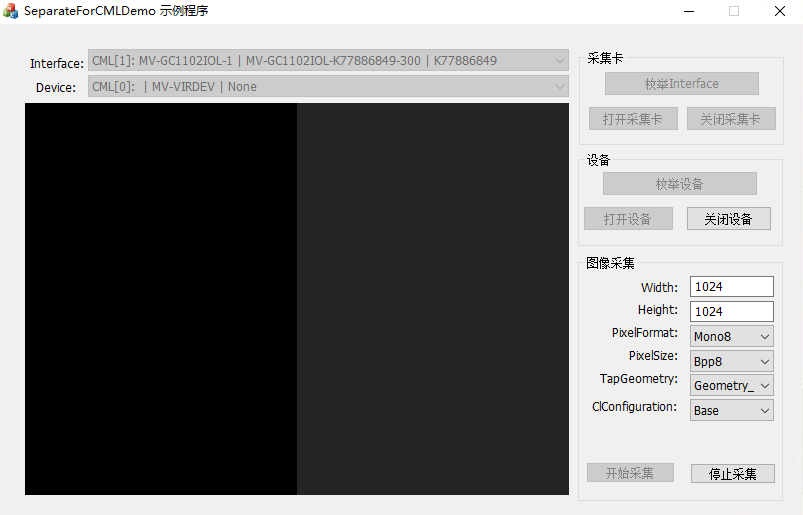 SeparateForCMLDemo 示例程序
Interface: CML[1]: MV-GC1102IOL-1 | MV-GC1102IOL-K77886849-300 | K77886849
Device: CML[0]: | MV-VIRDEV | None
采集卡
枚举Interface
打开采集卡 关闭采集卡
设备
枚举设备
打开设备 关闭设备
图像采集
Width: 1024
Height: 1024
PixelFormat: Mono8
PixelSize: Bpp8
TapGeometry: Geometry_
ClConfiguration: Base
开始采集 停止采集